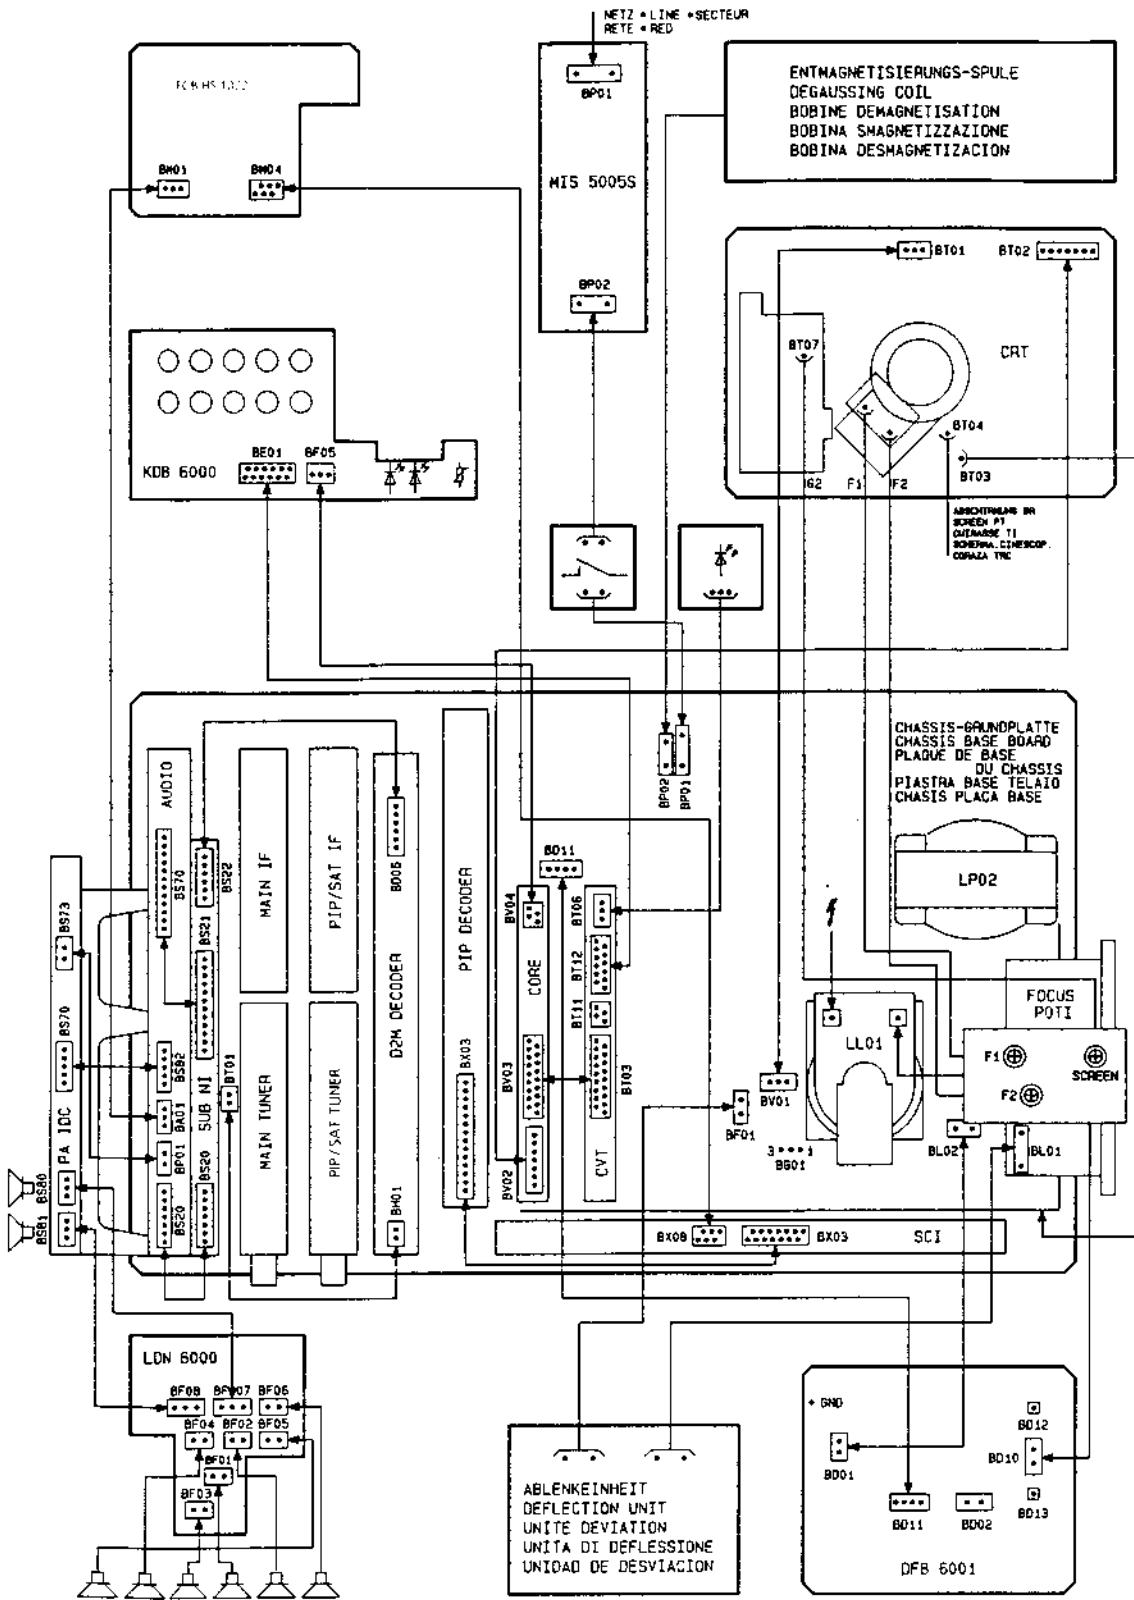 NETZ • LINE • SECTEUR
RETE • RED
BP01
MIS 5005S
BP02
ENTMAGNETISIERUNGS-SPULE
DEGAUSSING COIL
BOBINE DEMAGNETISATION
BOBINA SMAGNETIZZAZIONE
BOBINA DESMAGNETIZACION
BM01
BM04
BT01
BT02
BT07
CRT
BT04
BT03
G2
F1
F2
SCREEN PT
KDB 6000
BE01
BF05
CHASSIS-GRUNDPLATTE
CHASSIS BASE BOARD
PLAQUE DE BASE
DU CHASSIS
PIASTRA BASE TELAIO
CHASIS PLACA BASE
BP02
BP01
LP02
AUDIO
BS70
BS22
BS21
MAIN IF
PIP/SAT IF
BD06
PIP DECODER
BD11
BV04
BT06
CORE
BT12
BT11
BV03
BT03
BV02
CVT
BS73
BS70
PA IDC
BS80
BS81
BS82
BA01
BP01
BS20
SUB NI
BS20
BT01
MAIN TUNER
PIP/SAT TUNER
D2M DECODER
BH01
BX03
BX08
BX03
SCI
LL01
BV01
BF01
3
1
BG01
FOCUS
POTI
F1
F2
SCREEN
BL02
BL01
LDN 6000
BF08
BF07
BF06
BF04
BF02
BF05
BF01
BF03
ABLENKEINHEIT
DEFLECTION UNIT
UNITE DEVIATION
UNITA DI DEFLESSIONE
UNIDAD DE DESVIACION
• GND
BD01
BD12
BD10
BD13
BD11
BD02
DFB 6001